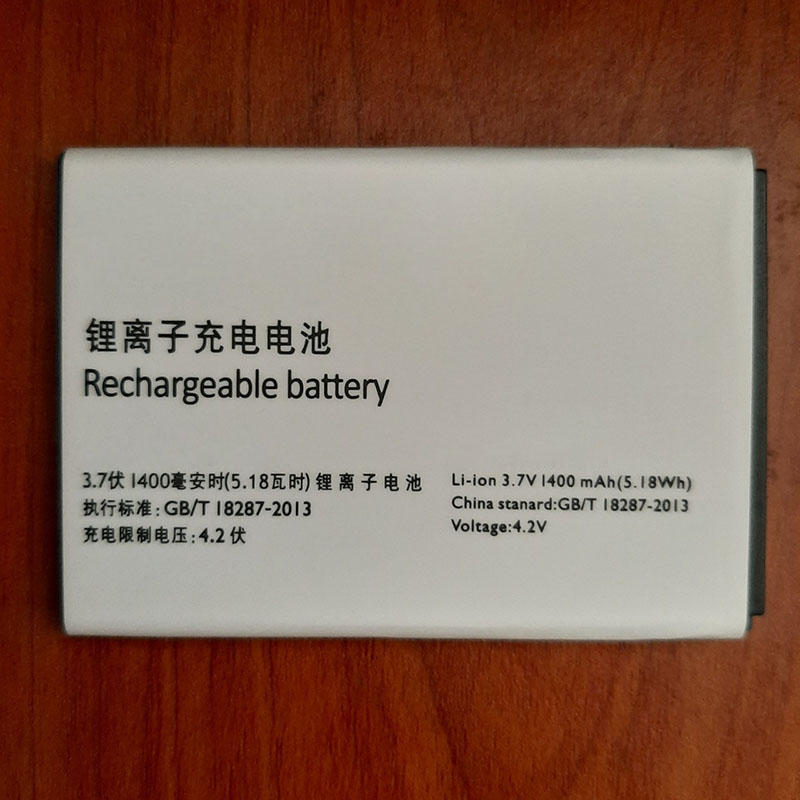 锂离子充电电池
Rechargeable battery
3.7伏 1400毫安时(5.18瓦时) 锂离子电池
执行标准: GB/T 18287-2013
充电限制电压: 4.2 伏
Li-ion 3.7V 1400 mAh(5.18Wh)
China stanard:GB/T 18287-2013
Voltage:4.2V